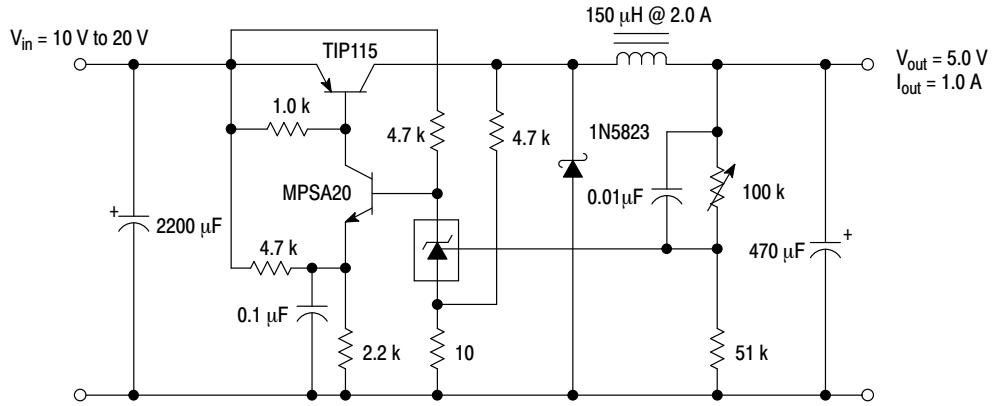 150 μH @ 2.0 A
Vin = 10 V to 20 V
TIP115
Vout = 5.0 V
Iout = 1.0 A
1.0 k
4.7 k
4.7 k
1N5823
MPSA20
0.01μF
100 k
+
2200 μF
4.7 k
470 μF
+
0.1 μF
2.2 k
10
51 k